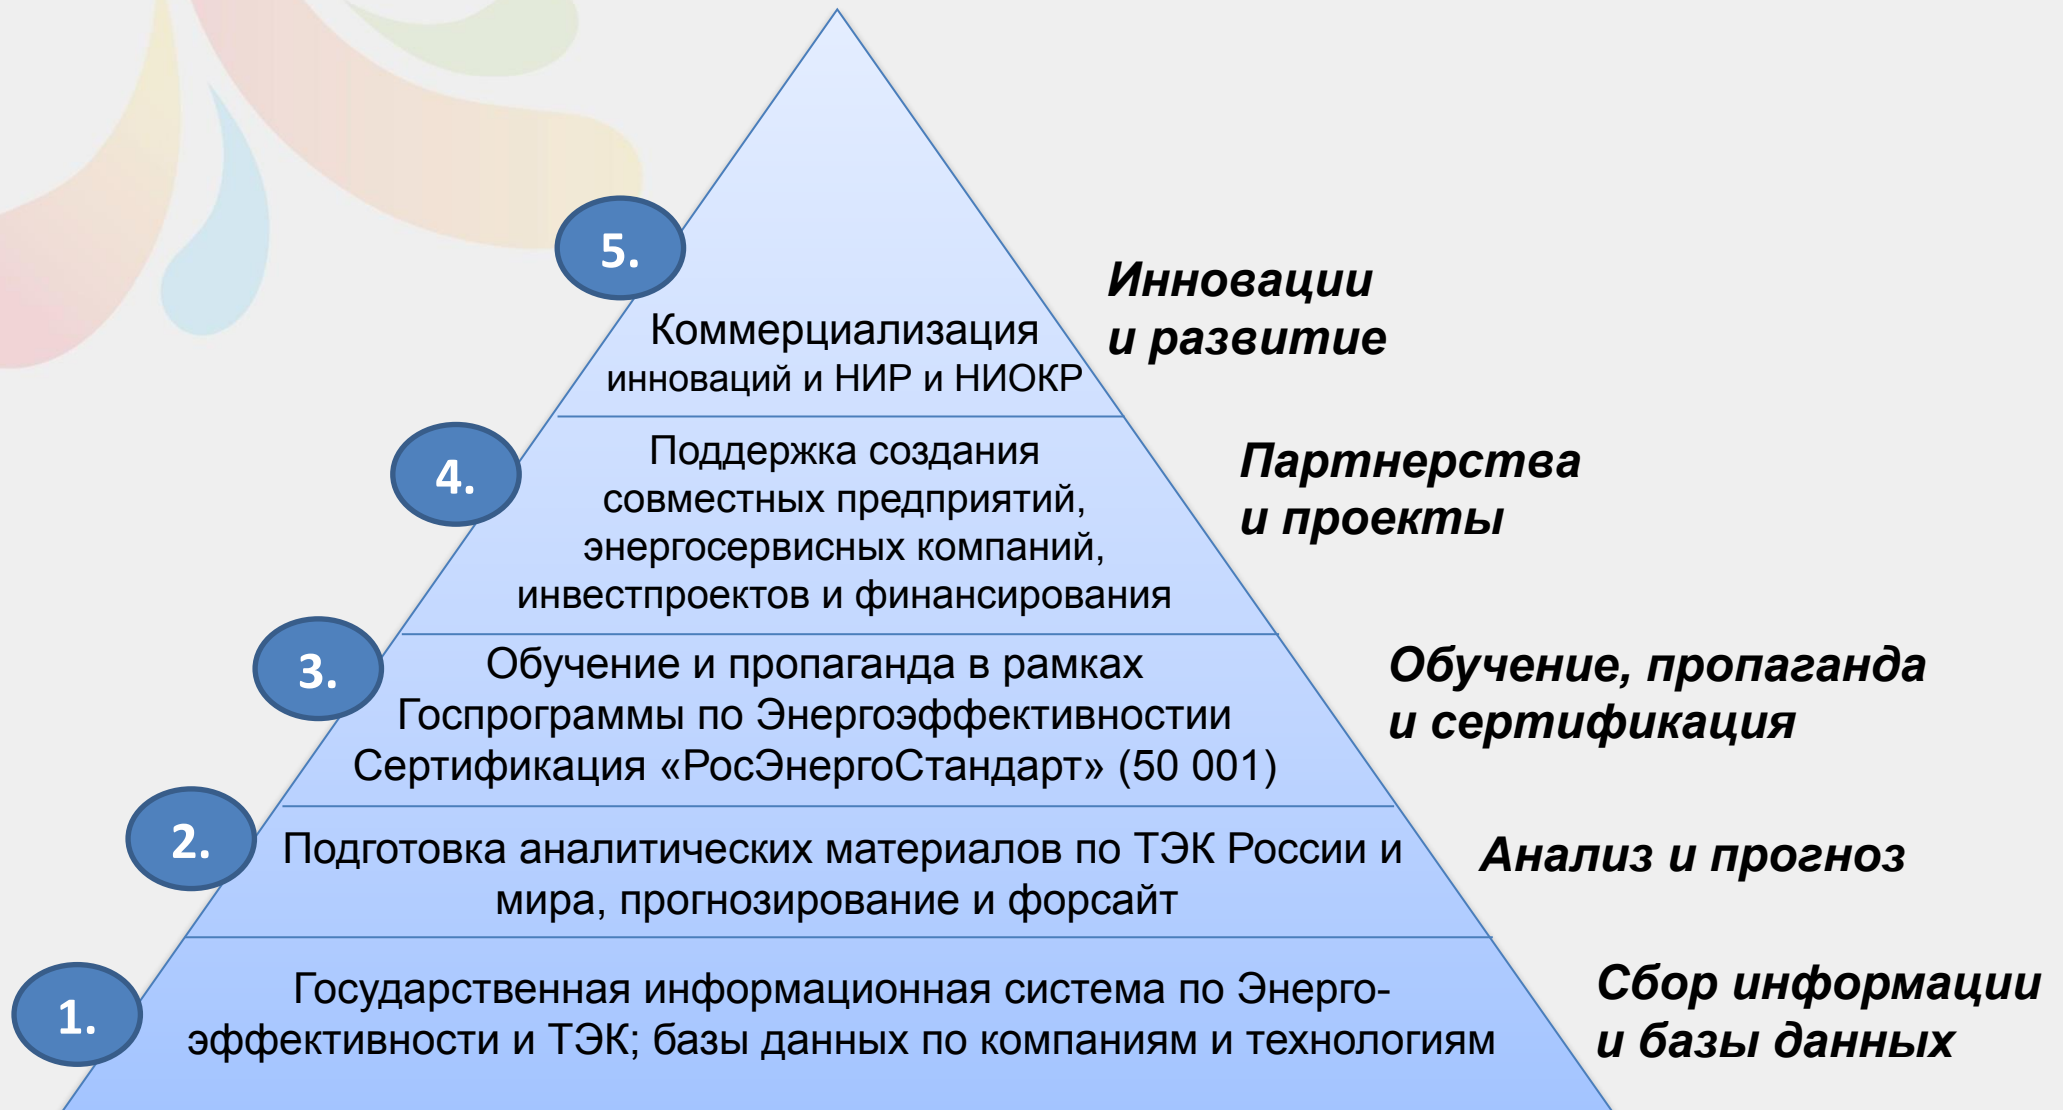 5.
Инновации
и развитие
Коммерциализация
инноваций и НИР и НИОКР
4.
Поддержка создания
совместных предприятий,
энергосервисных компаний,
инвестпроектов и финансирования
Партнерства
и проекты
3.
Обучение и пропаганда в рамках
Госпрограммы по Энергоэффективностии
Сертификация «РосЭнергоСтандарт» (50 001)
Обучение, пропаганда
и сертификация
2.
Подготовка аналитических материалов по ТЭК России и
мира, прогнозирование и форсайт
Анализ и прогноз
1.
Государственная информационная система по Энерго-
эффективности и ТЭК; базы данных по компаниям и технологиям
Сбор информации
и базы данных